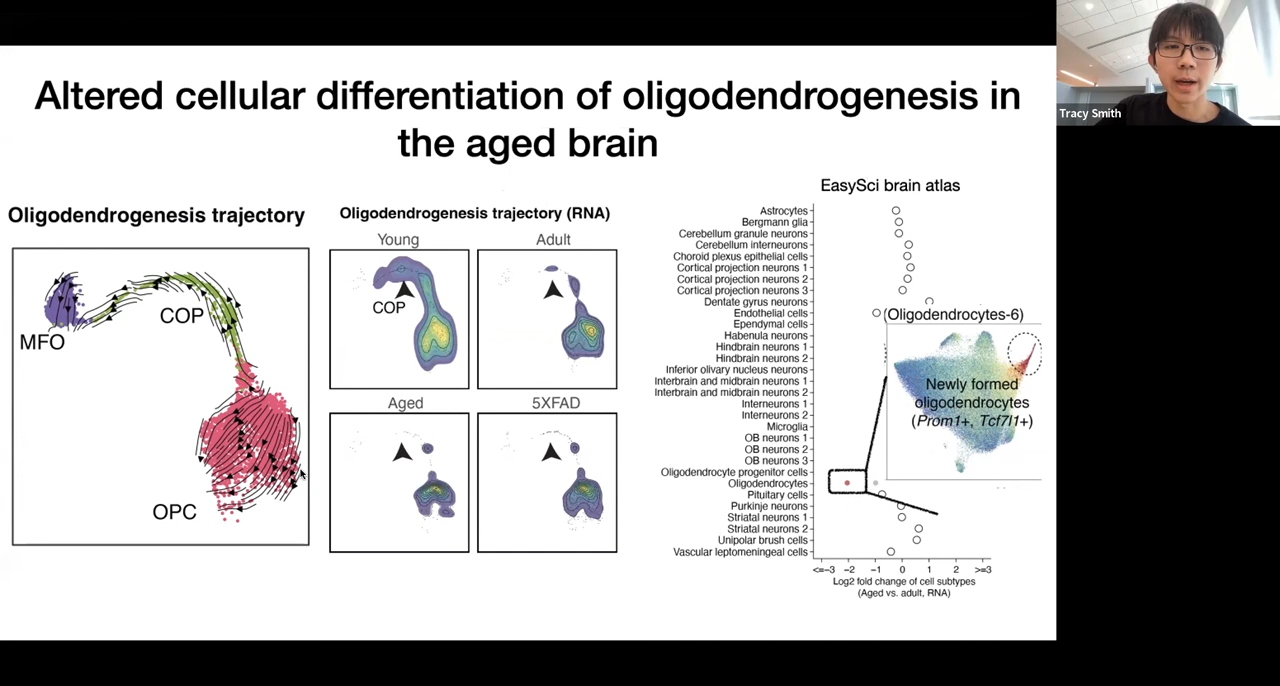 Altered cellular differentiation of oligodendrogenesis in
the aged brain
Oligodendrogenesis trajectory
MFO
COP
OPC
Oligodendrogenesis trajectory (RNA)
Young
Adult
COP
Aged
5XFAD
EasySci brain atlas
Astrocytes
Bergmann glia
Cerebellum granule neurons
Cerebellum interneurons
Choroid plexus epithelial cells
Cortical projection neurons 1
Cortical projection neurons 2
Cortical projection neurons 3
Dentate gyrus neurons
Endothelial cells
Ependymal cells
Habenula neurons
Hindbrain neurons 1
Hindbrain neurons 2
Inferior olivary nucleus neurons
Interbrain and midbrain neurons 1
Interbrain and midbrain neurons 2
Interneurons 1
Interneurons 2
Microglia
OB neurons 1
OB neurons 2
OB neurons 3
Oligodendrocyte progenitor cells
Oligodendrocytes
Pituitary cells
Purkinje neurons
Striatal neurons 1
Striatal neurons 2
Unipolar brush cells
Vascular leptomeningeal cells
(Oligodendrocytes-6)
Newly formed
oligodendrocytes
(Prom1+, Tcf7l1+)
<=-3 -2 -1 0 1 2 >=3
Log2 fold change of cell subtypes
(Aged vs. adult, RNA)
Tracy Smith